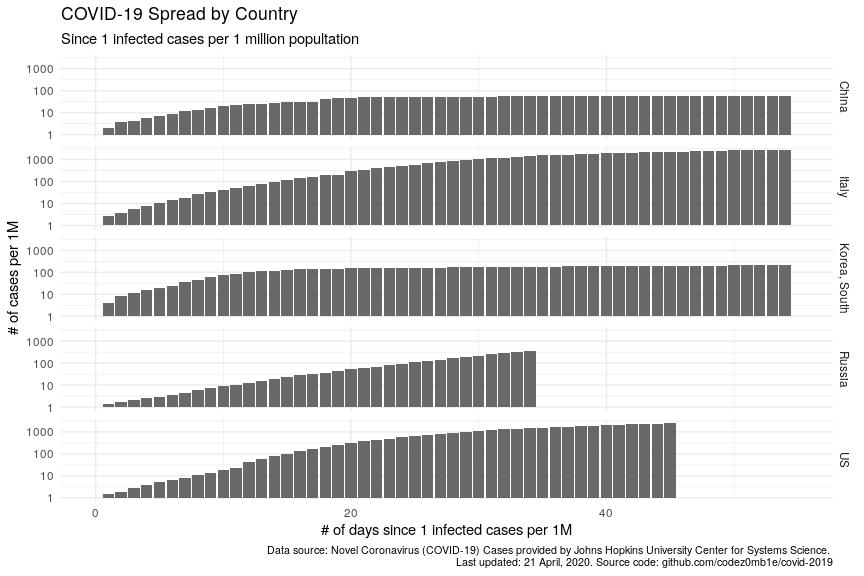 COVID-19 Spread by Country
Since 1 infected cases per 1 million popultation
1000
100
10
1
China
1000
100
10
1
Italy
1000
100
10
1
Korea, South
1000
100
10
1
Russia
1000
100
10
1
US
# of cases per 1M
0 20 40
# of days since 1 infected cases per 1M
Data source: Novel Coronavirus (COVID-19) Cases provided by Johns Hopkins University Center for Systems Science.
Last updated: 21 April, 2020. Source code: github.com/codez0mb1e/covid-2019